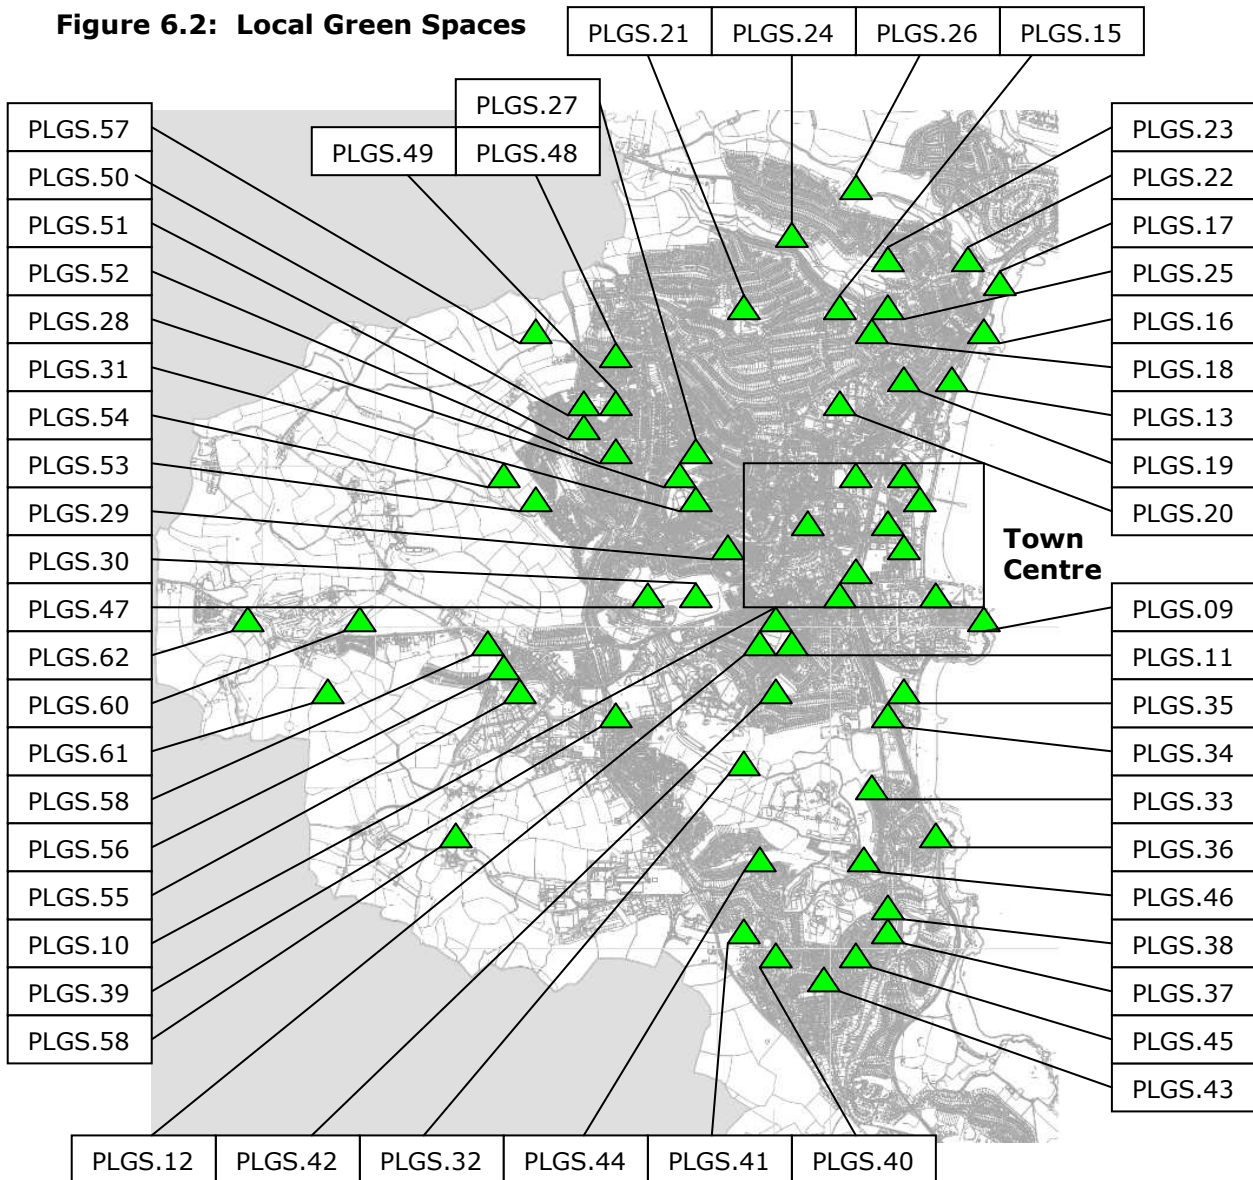 Figure 6.2: Local Green Spaces
PLGS.21
PLGS.24
PLGS.26
PLGS.15
PLGS.27
PLGS.49
PLGS.48
PLGS.57
PLGS.50
PLGS.51
PLGS.52
PLGS.28
PLGS.31
PLGS.54
PLGS.53
PLGS.29
PLGS.30
PLGS.47
PLGS.62
PLGS.60
PLGS.61
PLGS.58
PLGS.56
PLGS.55
PLGS.10
PLGS.39
PLGS.58
PLGS.23
PLGS.22
PLGS.17
PLGS.25
PLGS.16
PLGS.18
PLGS.13
PLGS.19
PLGS.20
Town
Centre
PLGS.09
PLGS.11
PLGS.35
PLGS.34
PLGS.33
PLGS.36
PLGS.46
PLGS.38
PLGS.37
PLGS.45
PLGS.43
PLGS.12
PLGS.42
PLGS.32
PLGS.44
PLGS.41
PLGS.40